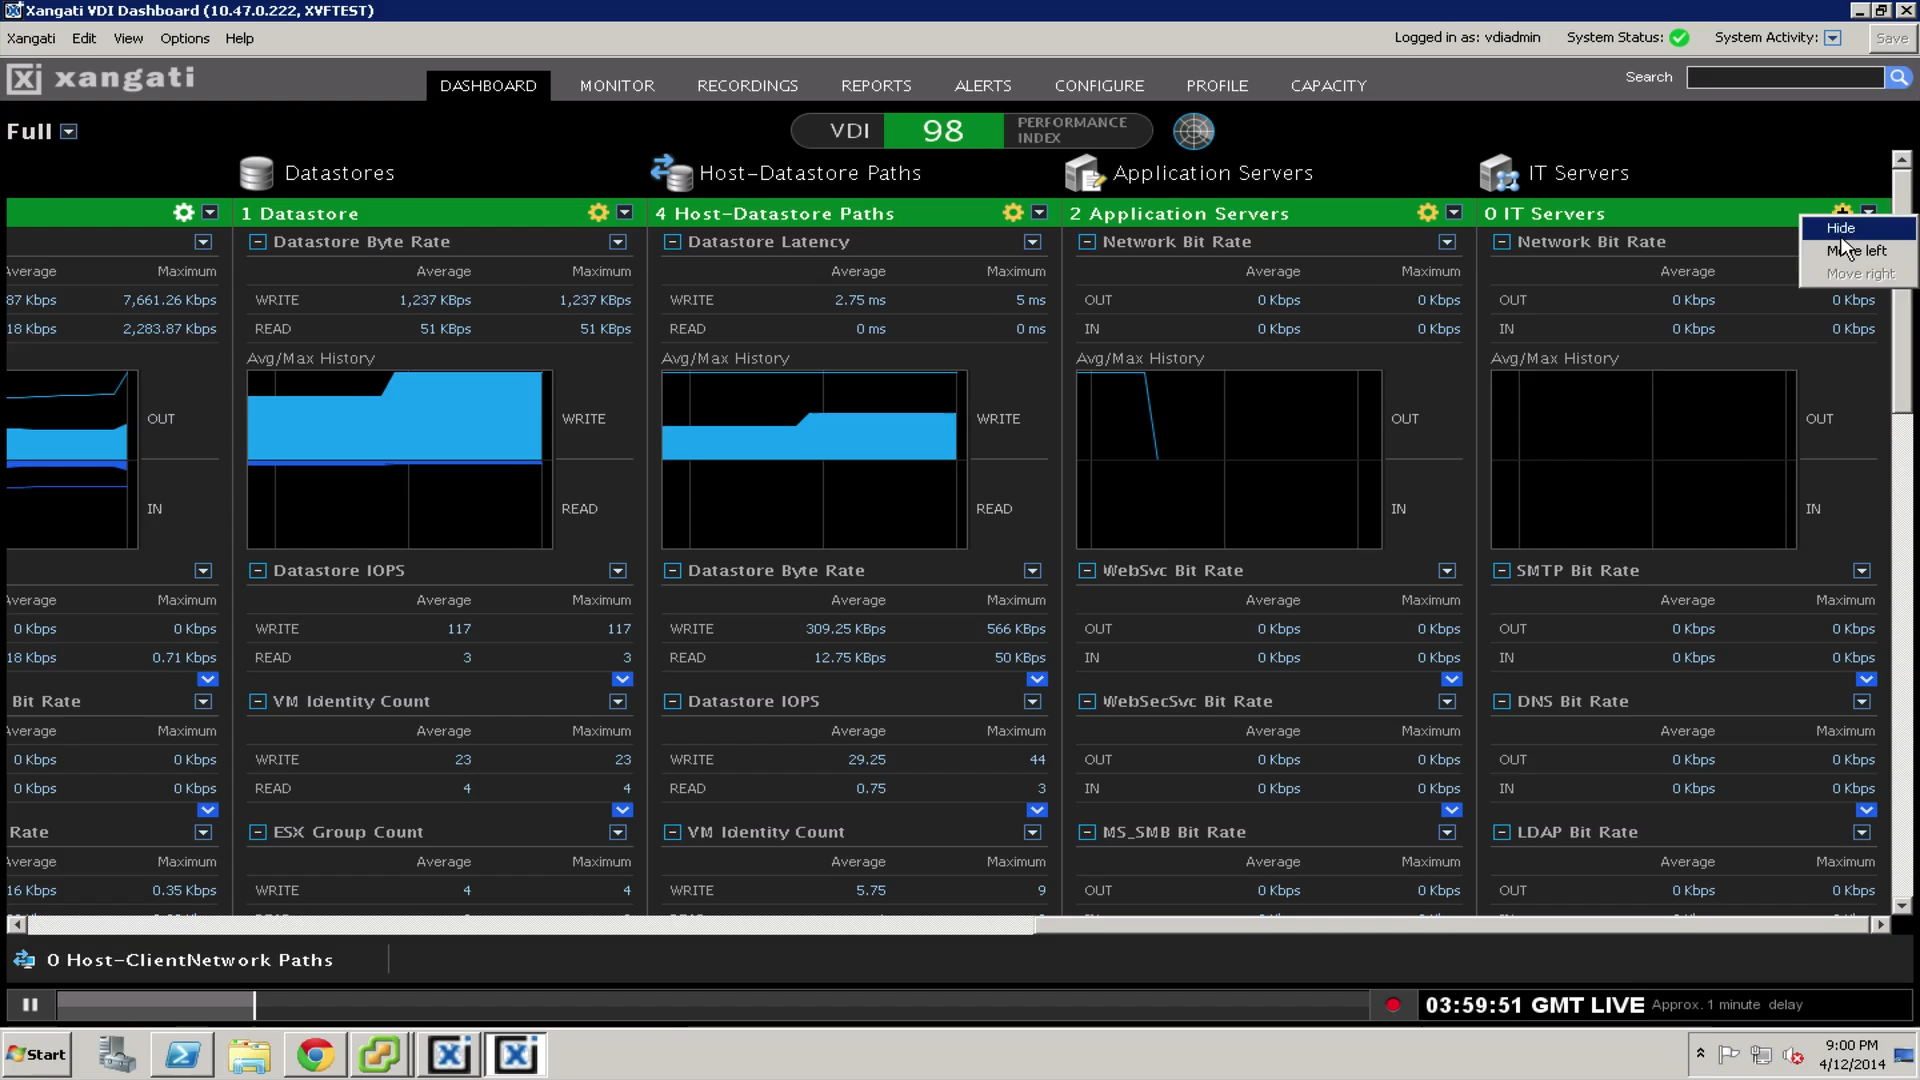 Xangati VDI Dashboard (10.47.0.222, XVFTEST)
Xangati Edit View Options Help
Logged in as: vdiadmin System Status: System Activity: Save
xangati
DASHBOARD MONITOR RECORDINGS REPORTS ALERTS CONFIGURE PROFILE CAPACITY
Search
Full
VDI 98 PERFORMANCE INDEX
Datastores Host-Datastore Paths Application Servers IT Servers
1 Datastore 4 Host-Datastore Paths 2 Application Servers 0 IT Servers
Hide
Move left
Move right
Datastore Byte Rate Datastore Latency Network Bit Rate Network Bit Rate
Average Maximum Average Maximum Average Maximum Average Maximum Average
87 Kbps 7,661.26 Kbps WRITE 1,237 KBps 1,237 KBps WRITE 2.75 ms 5 ms OUT 0 Kbps 0 Kbps OUT 0 Kbps 0 Kbps
18 Kbps 2,283.87 Kbps READ 51 KBps 51 KBps READ 0 ms 0 ms IN 0 Kbps 0 Kbps IN 0 Kbps 0 Kbps
Avg/Max History Avg/Max History Avg/Max History Avg/Max History
OUT WRITE WRITE OUT OUT
IN READ READ IN IN
Datastore IOPS Datastore Byte Rate WebSvc Bit Rate SMTP Bit Rate
Average Maximum Average Maximum Average Maximum Average Maximum Average Maximum
0 Kbps 0 Kbps WRITE 117 117 WRITE 309.25 KBps 566 KBps OUT 0 Kbps 0 Kbps OUT 0 Kbps 0 Kbps
18 Kbps 0.71 Kbps READ 3 3 READ 12.75 KBps 50 KBps IN 0 Kbps 0 Kbps IN 0 Kbps 0 Kbps
Bit Rate VM Identity Count Datastore IOPS WebSecSvc Bit Rate DNS Bit Rate
Average Maximum Average Maximum Average Maximum Average Maximum Average Maximum
0 Kbps 0 Kbps WRITE 23 23 WRITE 29.25 44 OUT 0 Kbps 0 Kbps OUT 0 Kbps 0 Kbps
0 Kbps 0 Kbps READ 4 4 READ 0.75 3 IN 0 Kbps 0 Kbps IN 0 Kbps 0 Kbps
Rate ESX Group Count VM Identity Count MS_SMB Bit Rate LDAP Bit Rate
Average Maximum Average Maximum Average Maximum Average Maximum Average Maximum
16 Kbps 0.35 Kbps WRITE 4 4 WRITE 5.75 9 OUT 0 Kbps 0 Kbps OUT 0 Kbps 0 Kbps
0 Host-ClientNetwork Paths
03:59:51 GMT LIVE Approx. 1 minute delay
Start
9:00 PM
4/12/2014